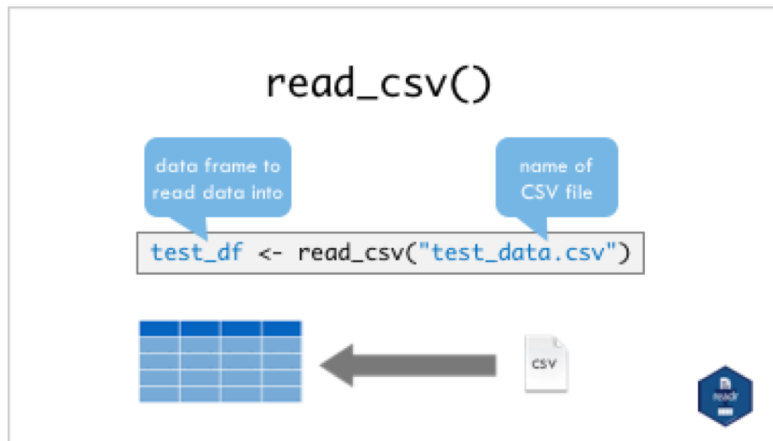 read_csv()
data frame to
read data into
name of
CSV file
test_df <- read_csv("test_data.csv")
CSV
readr